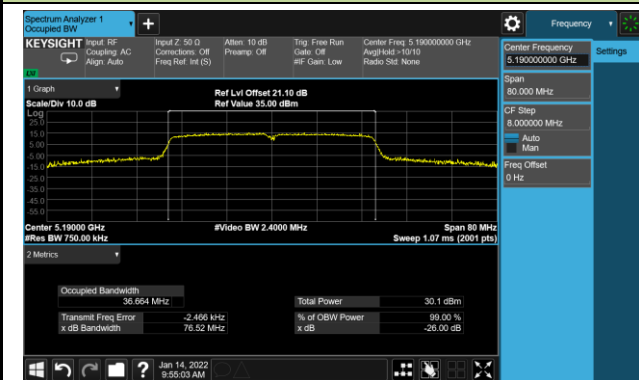 Spectrum Analyzer 1
Occupied BW
Frequency
KEYSIGHT Input: RF
Coupling: AC
Align: Auto
Input Z: 50 Ω
Corrections: Off
Freq Ref: Int (S)
Atten: 10 dB
Preamp: Off
Trig: Free Run
Gate: Off
#IF Gain: Low
Center Freq: 5.190000000 GHz
Avg|Hold:>10/10
Radio Std: None
LXI
1 Graph
Scale/Div 10.0 dB
Ref Lvl Offset 21.10 dB
Ref Value 35.00 dBm
Log
25.0
15.0
5.00
-5.00
-15.0
-25.0
-35.0
-45.0
-55.0
Center 5.19000 GHz
#Video BW 2.4000 MHz
Span 80 MHz
#Res BW 750.00 kHz
Sweep 1.07 ms (2001 pts)
2 Metrics
Occupied Bandwidth
36.664 MHz
Total Power 30.1 dBm
Transmit Freq Error -2.466 kHz
% of OBW Power 99.00 %
x dB Bandwidth 76.52 MHz
x dB -26.00 dB
Jan 14, 2022
9:55:03 AM
Center Frequency
5.190000000 GHz
Settings
Span
80.000 MHz
CF Step
8.000000 MHz
Auto
Man
Freq Offset
0 Hz